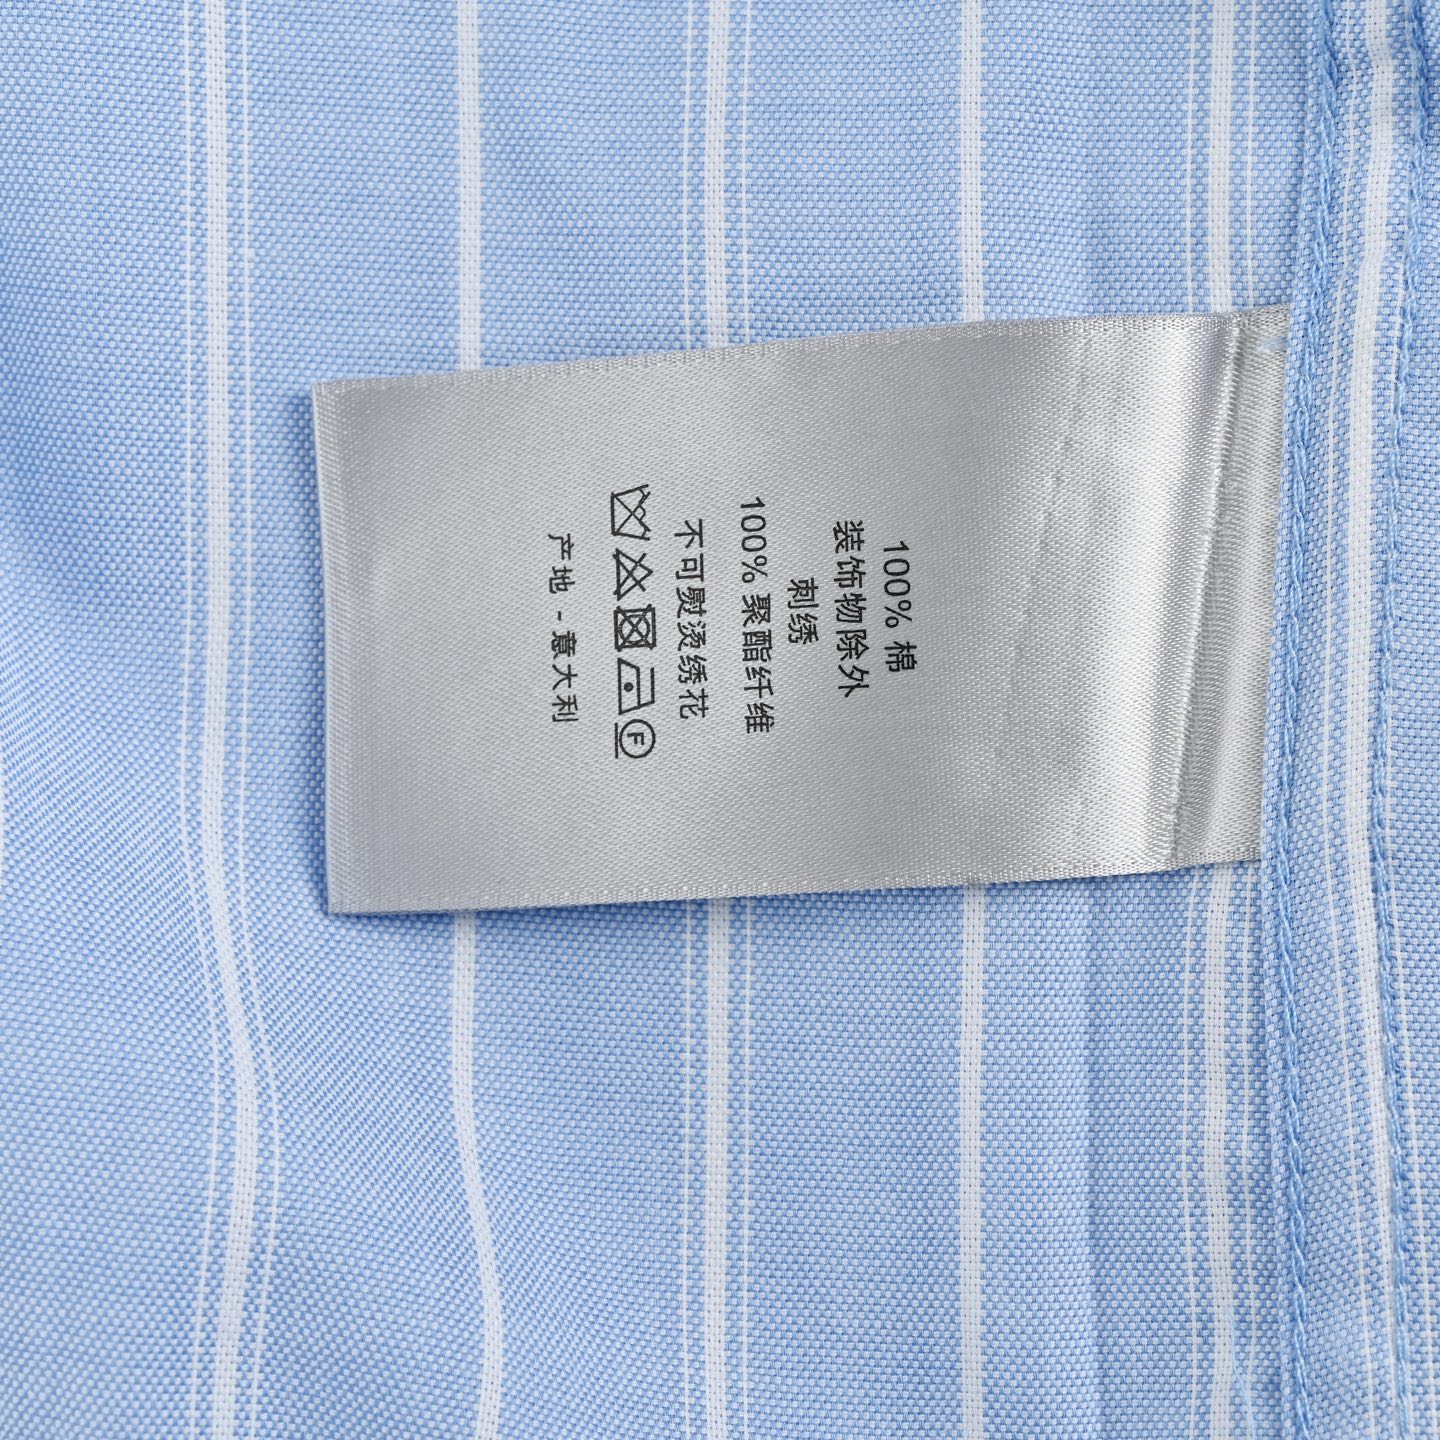 100% 棉
装饰物除外
刺绣
100% 聚酯纤维
不可熨烫绣花
F
产地 - 意大利